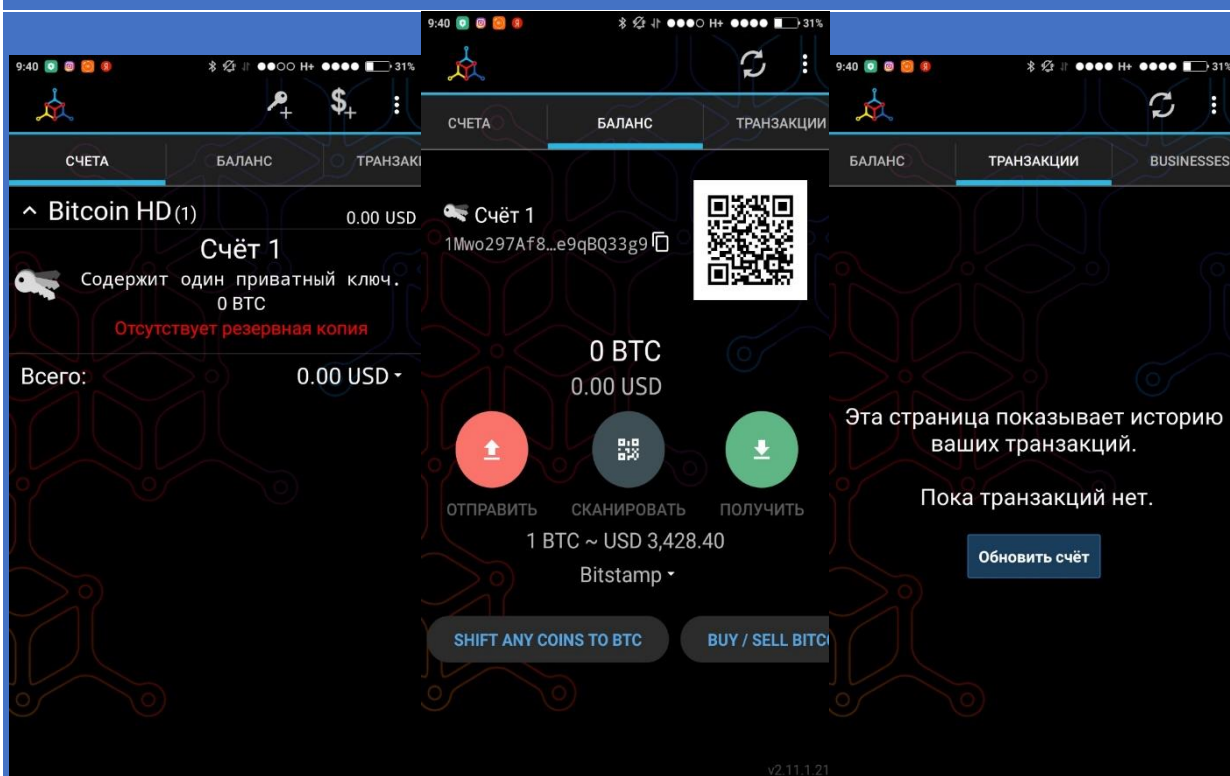 9:40 H+ 31%
СЧЕТА БАЛАНС ТРАНЗАК
Bitcoin HD(1) 0.00 USD
Счёт 1
Содержит один приватный ключ.
0 BTC
Отсутствует резервная копия
Всего: 0.00 USD
9:40 H+ 31%
СЧЕТА БАЛАНС ТРАНЗАКЦИИ
Счёт 1
1Mwo297Af8…e9qBQ33g9
0 BTC
0.00 USD
ОТПРАВИТЬ СКАНИРОВАТЬ ПОЛУЧИТЬ
1 BTC ~ USD 3,428.40
Bitstamp
SHIFT ANY COINS TO BTC BUY / SELL BITCO
v2.11.1.21
9:40 H+ 31%
БАЛАНС ТРАНЗАКЦИИ BUSINESSES
Эта страница показывает историю
ваших транзакций.
Пока транзакций нет.
Обновить счёт